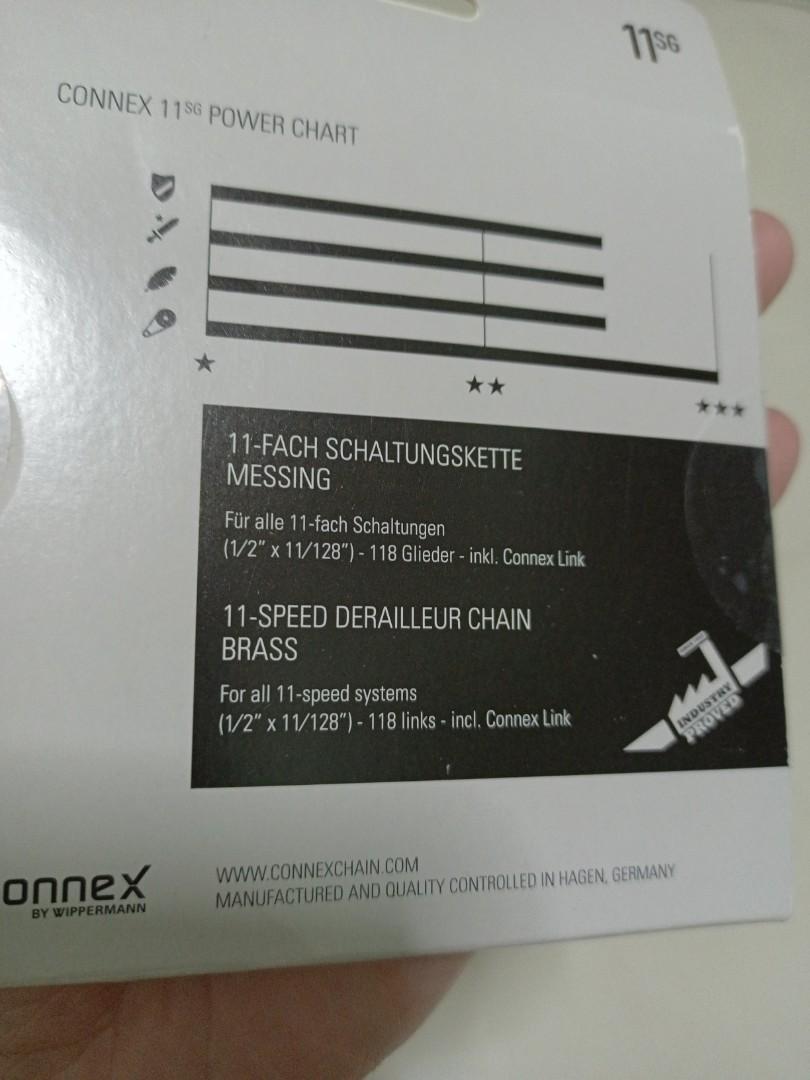 11SG
CONNEX 11SG POWER CHART
★
★★
★★★
11-FACH SCHALTUNGSKETTE
MESSING
Für alle 11-fach Schaltungen
(1/2" x 11/128") - 118 Glieder - inkl. Connex Link
11-SPEED DERAILLEUR CHAIN
BRASS
For all 11-speed systems
(1/2" x 11/128") - 118 links - incl. Connex Link
INDUSTRY
PROVED
onnex
BY WIPPERMANN
WWW.CONNEXCHAIN.COM
MANUFACTURED AND QUALITY CONTROLLED IN HAGEN, GERMANY